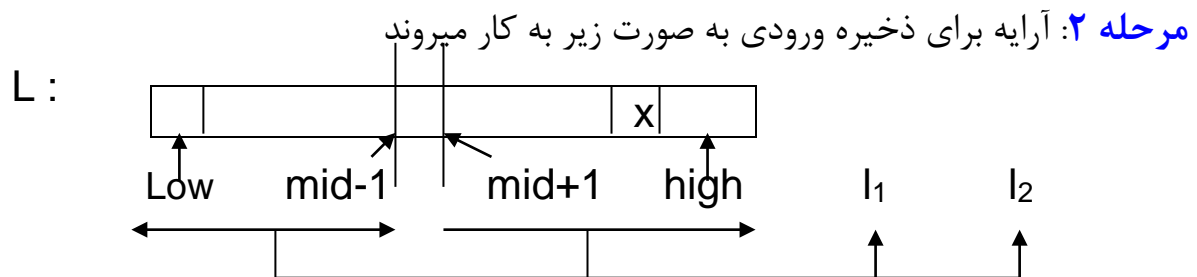 مرحله ۲: آرایه برای ذخیره ورودی به صورت زیر به کار میروند
L :
x
Low mid-1 mid+1 high l₁ l₂